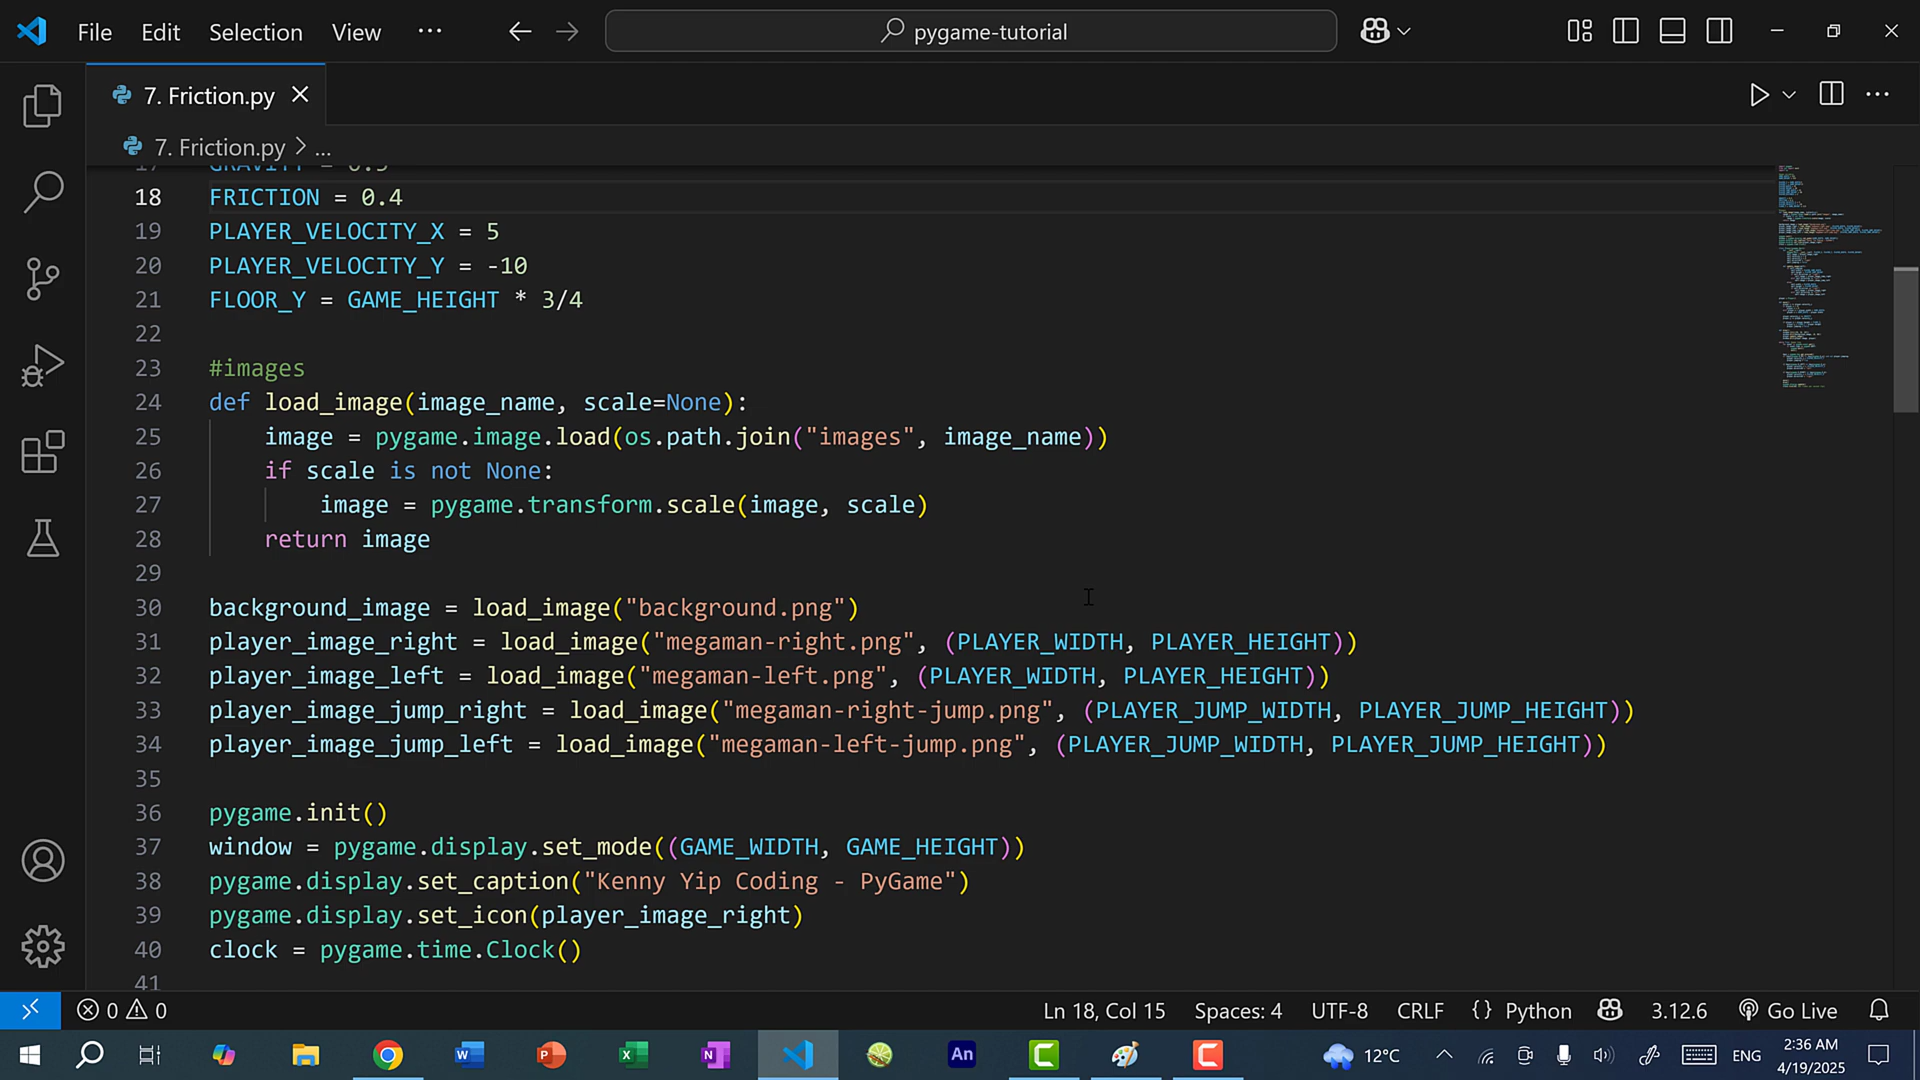 File Edit Selection View ... pygame-tutorial
7. Friction.py
7. Friction.py > ...
18 FRICTION = 0.4
19 PLAYER_VELOCITY_X = 5
20 PLAYER_VELOCITY_Y = -10
21 FLOOR_Y = GAME_HEIGHT * 3/4
22
23 #images
24 def load_image(image_name, scale=None):
25     image = pygame.image.load(os.path.join("images", image_name))
26     if scale is not None:
27         image = pygame.transform.scale(image, scale)
28     return image
29
30 background_image = load_image("background.png")
31 player_image_right = load_image("megaman-right.png", (PLAYER_WIDTH, PLAYER_HEIGHT))
32 player_image_left = load_image("megaman-left.png", (PLAYER_WIDTH, PLAYER_HEIGHT))
33 player_image_jump_right = load_image("megaman-right-jump.png", (PLAYER_JUMP_WIDTH, PLAYER_JUMP_HEIGHT))
34 player_image_jump_left = load_image("megaman-left-jump.png", (PLAYER_JUMP_WIDTH, PLAYER_JUMP_HEIGHT))
35
36 pygame.init()
37 window = pygame.display.set_mode((GAME_WIDTH, GAME_HEIGHT))
38 pygame.display.set_caption("Kenny Yip Coding - PyGame")
39 pygame.display.set_icon(player_image_right)
40 clock = pygame.time.Clock()
41
0 0 Ln 18, Col 15 Spaces: 4 UTF-8 CRLF {} Python 3.12.6 Go Live
12°C ENG 2:36 AM
4/19/2025